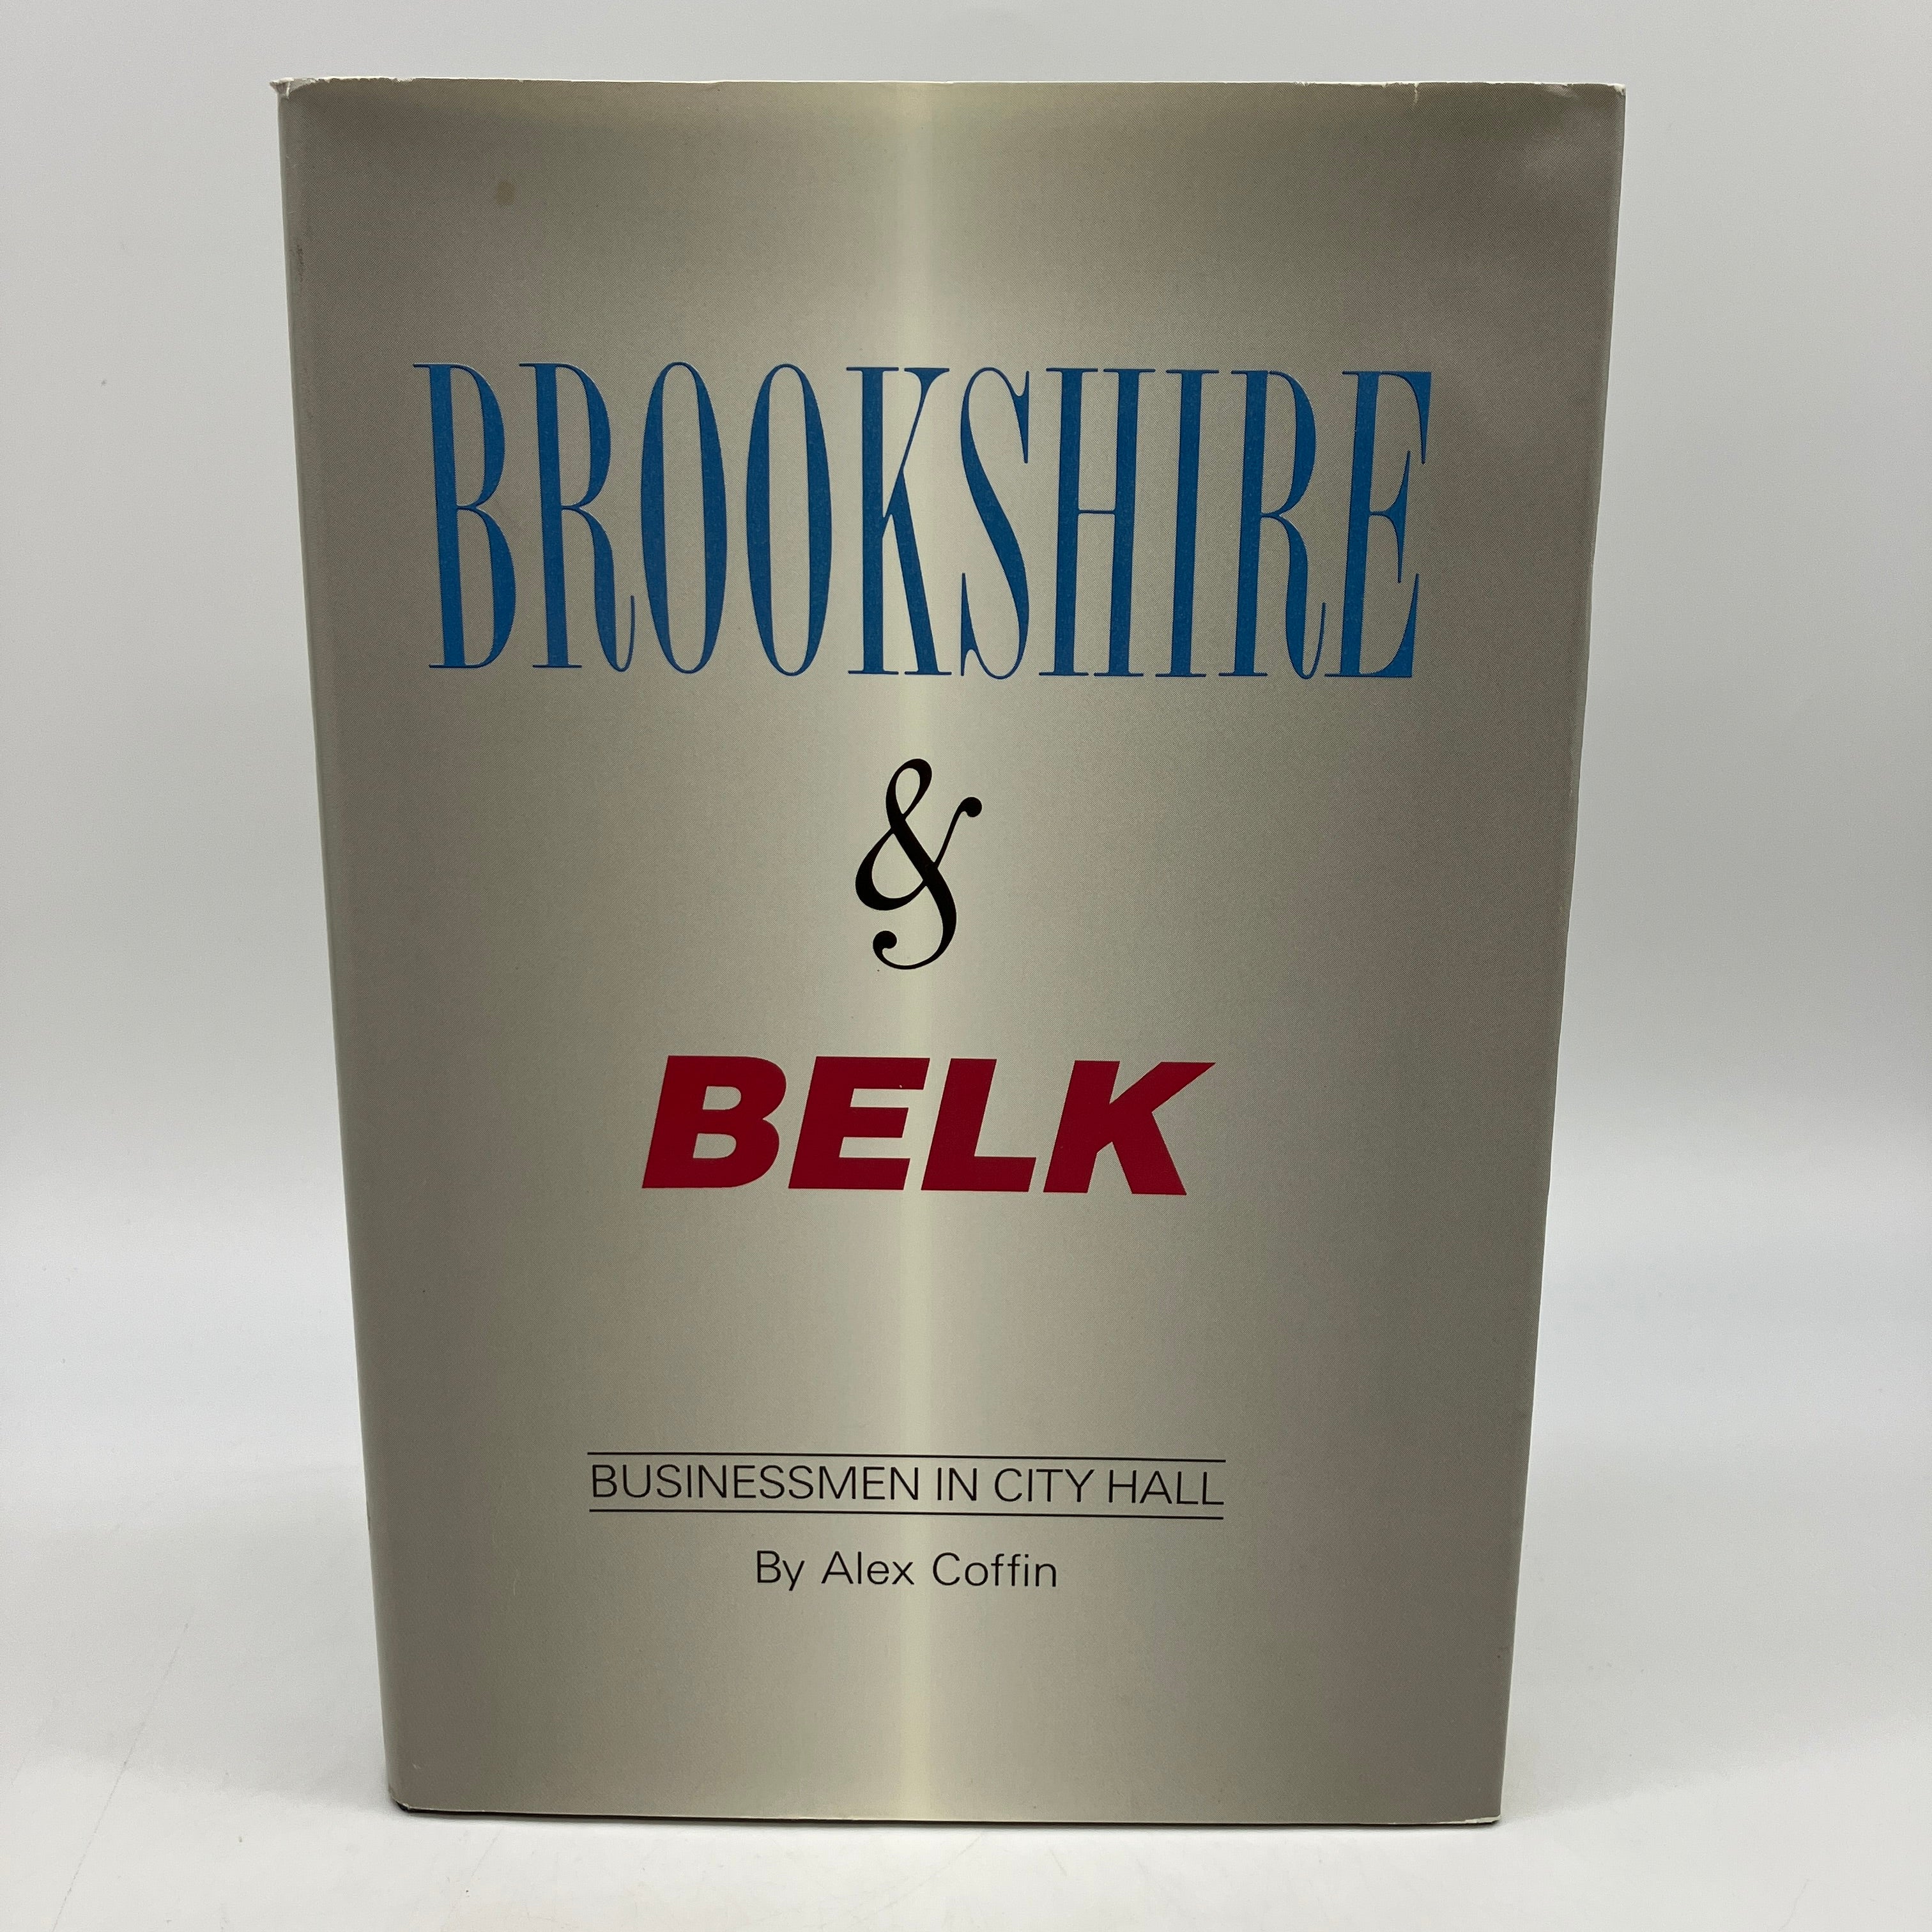 BROOKSHIRE
&
BELK
BUSINESSMEN IN CITY HALL
By Alex Coffin